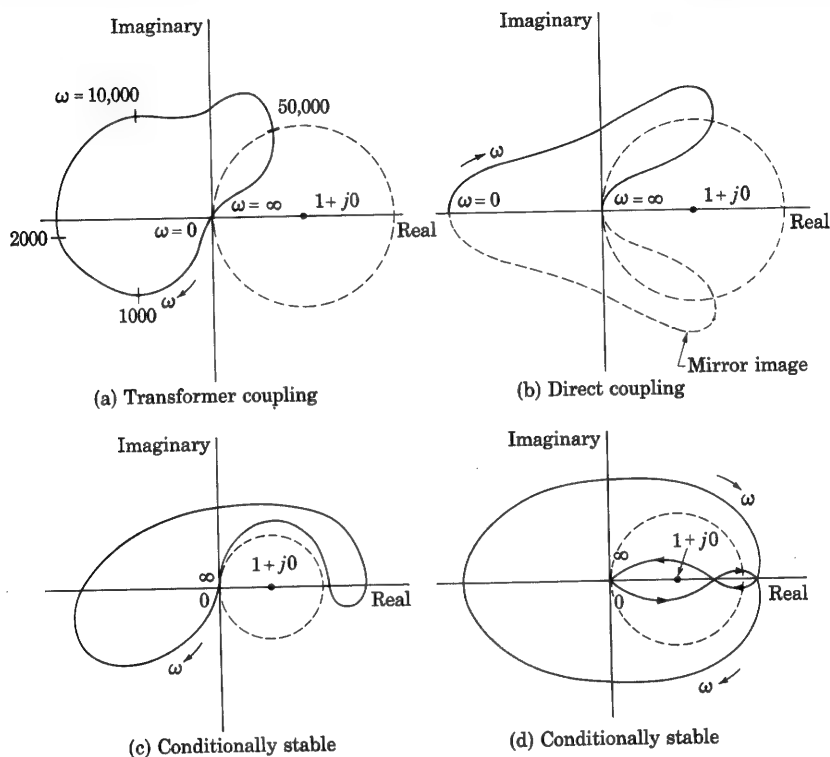 Imaginary
ω = 10,000
50,000
1 + j0
ω = ∞
Real
ω = 0
2000
ω
1000
(a) Transformer coupling
Imaginary
ω
1 + j0
ω = 0
ω = ∞
Real
Mirror image
(b) Direct coupling
Imaginary
1 + j0
∞
0
Real
ω
(c) Conditionally stable
Imaginary
ω
1 + j0
∞
0
Real
ω
(d) Conditionally stable